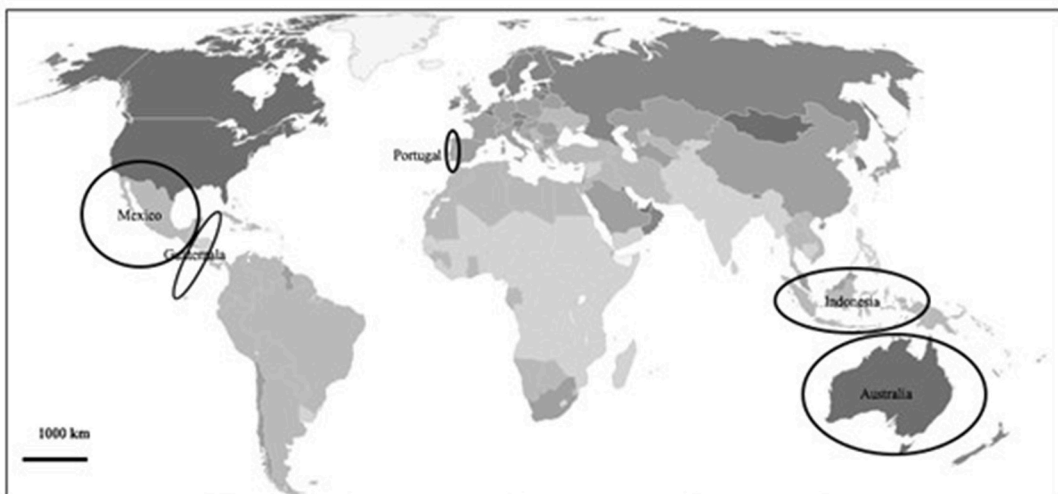 Portugal
Mexico
Guatemala
Indonesia
Australia
1000 km